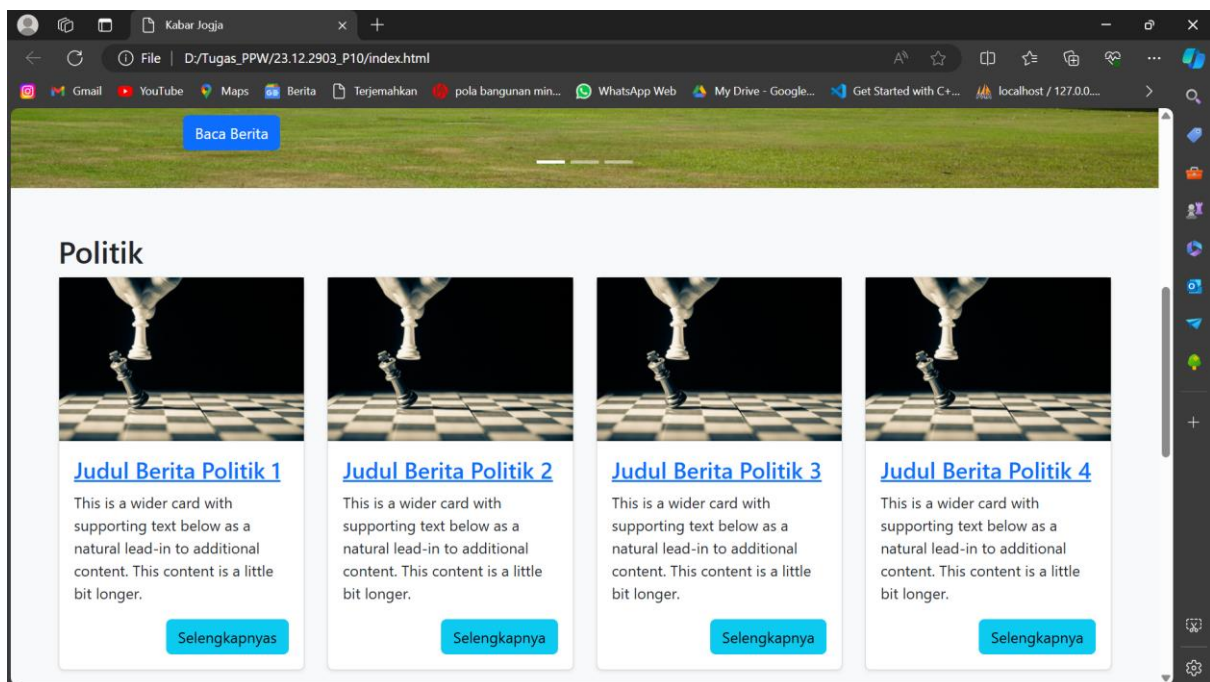 Kabar Jogja
File | D:/Tugas_PPW/23.12.2903_P10/index.html
Gmail YouTube Maps Berita Terjemahkan pola bangunan min... WhatsApp Web My Drive - Google... Get Started with C+... localhost / 127.0.0....
Baca Berita
Politik
Judul Berita Politik 1
This is a wider card with
supporting text below as a
natural lead-in to additional
content. This content is a little
bit longer.
Selengkapnyas
Judul Berita Politik 2
This is a wider card with
supporting text below as a
natural lead-in to additional
content. This content is a little
bit longer.
Selengkapnya
Judul Berita Politik 3
This is a wider card with
supporting text below as a
natural lead-in to additional
content. This content is a little
bit longer.
Selengkapnya
Judul Berita Politik 4
This is a wider card with
supporting text below as a
natural lead-in to additional
content. This content is a little
bit longer.
Selengkapnya